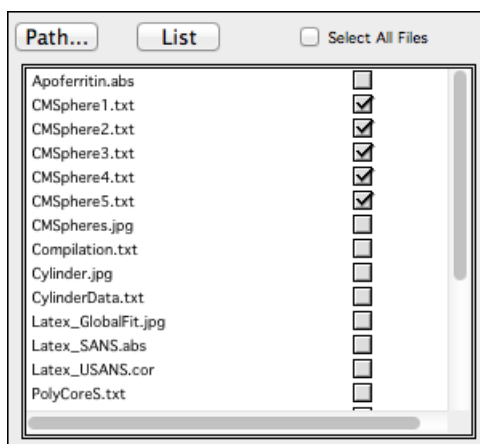 Path... List Select All Files
Apoferritin.abs
CMSphere1.txt
CMSphere2.txt
CMSphere3.txt
CMSphere4.txt
CMSphere5.txt
CMSpheres.jpg
Compilation.txt
Cylinder.jpg
CylinderData.txt
Latex_GlobalFit.jpg
Latex_SANS.abs
Latex_USANS.cor
PolyCoreS.txt